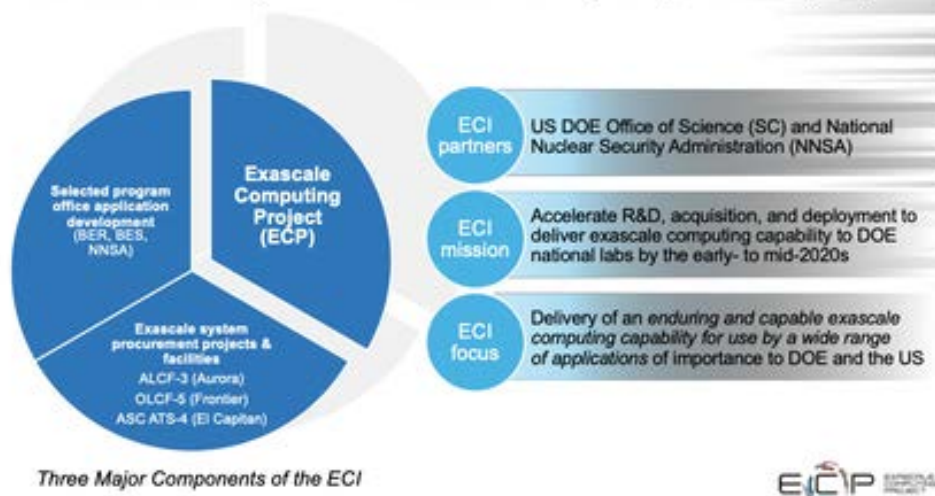 Selected program
office application
development
(BER, BES,
NNSA)
Exascale
Computing
Project
(ECP)
Exascale system
procurement projects &
facilities
ALCF-3 (Aurora)
OLCF-5 (Frontier)
ASC ATS-4 (El Capitan)
Three Major Components of the ECI
ECI
partners
US DOE Office of Science (SC) and National
Nuclear Security Administration (NNSA)
ECI
mission
Accelerate R&D, acquisition, and deployment to
deliver exascale computing capability to DOE
national labs by the early- to mid-2020s
ECI
focus
Delivery of an enduring and capable exascale
computing capability for use by a wide range
of applications of importance to DOE and the US
ECP
EXASCALE
COMPUTING
PROJECT